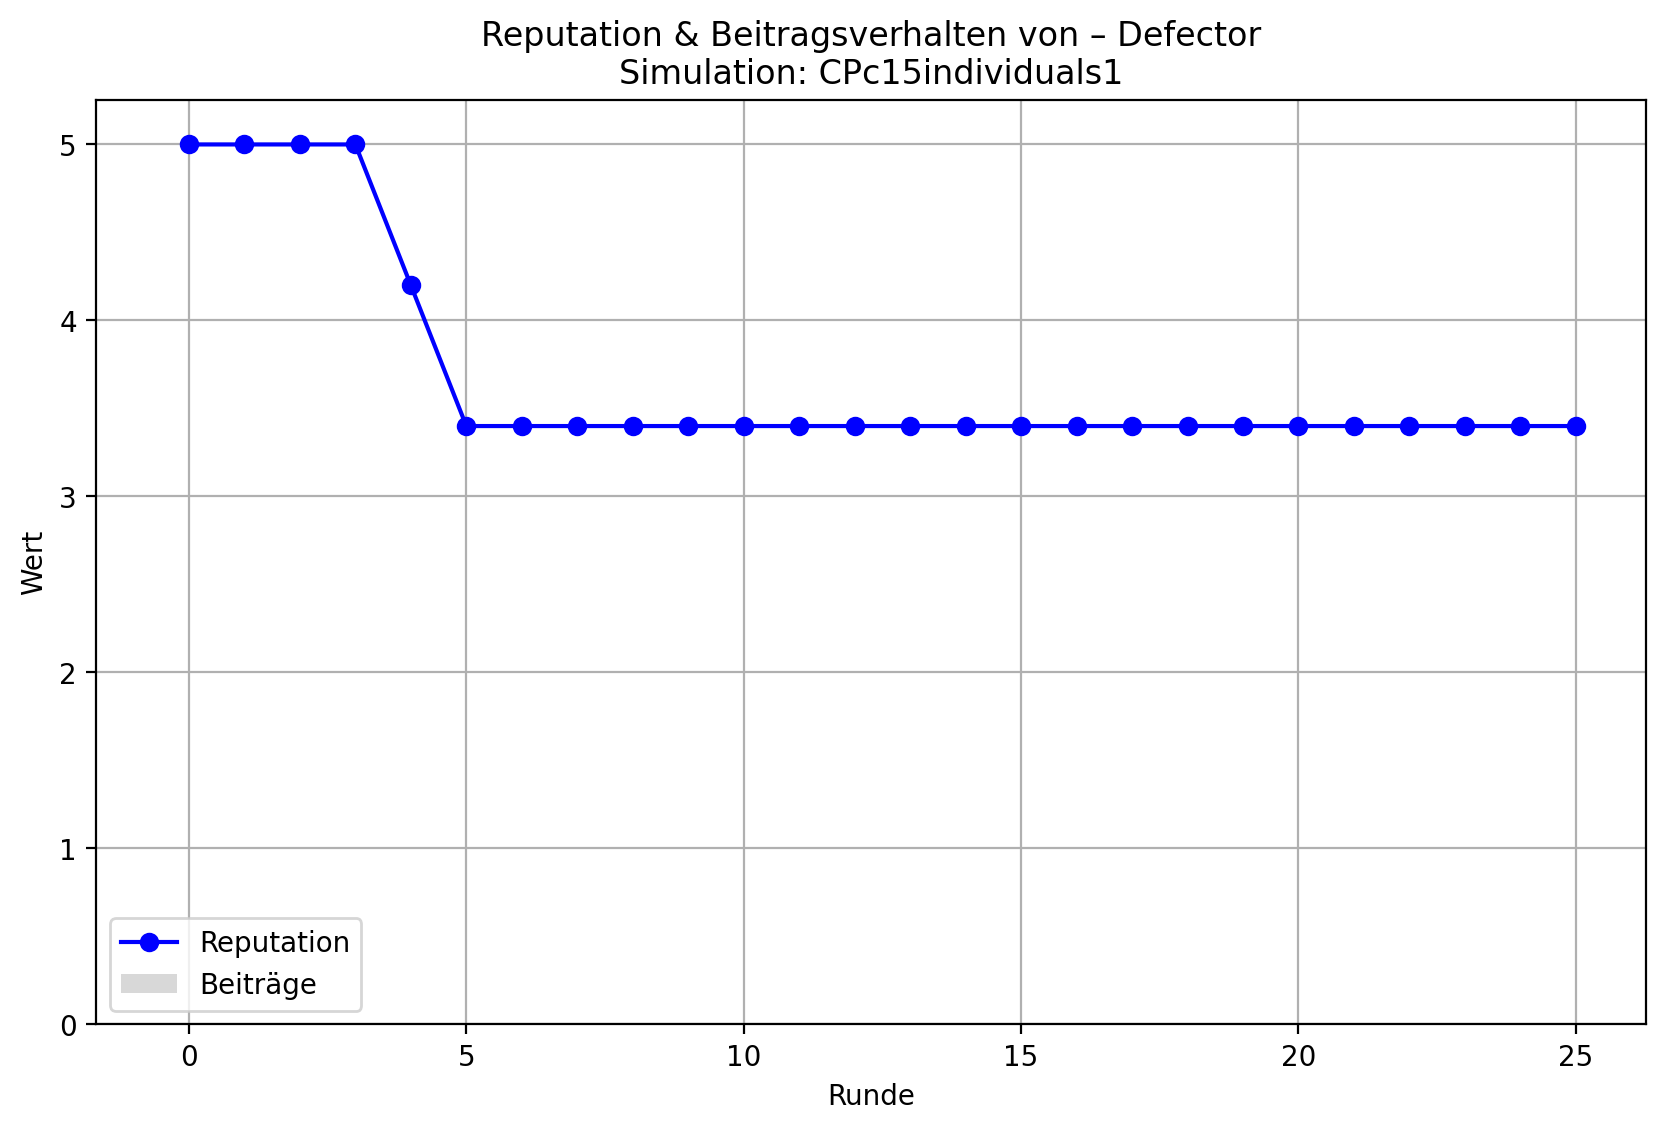 Reputation & Beitragsverhalten von – Defector
Simulation: CPc15individuals1
5
4
3
2
1
0
Wert
Reputation
Beiträge
0 5 10 15 20 25
Runde